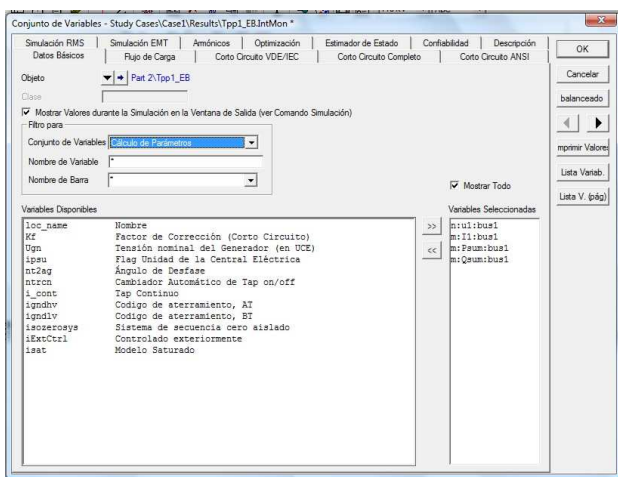 Conjunto de Variables - Study Cases\Case1\Results\Tpp1_EB.IntMon *
Simulación RMS Simulación EMT Armónicos Optimización Estimador de Estado Confiabilidad Descripción
Datos Básicos Flujo de Carga Corto Circuito VDE/IEC Corto Circuito Completo Corto Circuito ANSI
OK
Cancelar
balanceado
mprimir Valores
Lista Variab.
Lista V. (pág)
Objeto Part 2\Tpp1_EB
Clase
Mostrar Valores durante la Simulación en la Ventana de Salida (ver Comando Simulación)
Filtro para
Conjunto de Variables Cálculo de Parámetros
Nombre de Variable *
Nombre de Barra *
Mostrar Todo
Variables Disponibles
loc_name Nombre
Kf Factor de Corrección (Corto Circuito)
Ugn Tensión nominal del Generador (en UCE)
ipsu Flag Unidad de la Central Eléctrica
nt2ag Ángulo de Desfase
ntrcn Cambiador Automático de Tap on/off
i_cont Tap Continuo
igndhv Codigo de aterramiento, AT
igndlv Codigo de aterramiento, BT
isozerosys Sistema de secuencia cero aislado
iExtCtrl Controlado exteriormente
isat Modelo Saturado
>>
<<
Variables Seleccionadas
n:u1:bus1
m:I1:bus1
m:Psum:bus1
m:Qsum:bus1